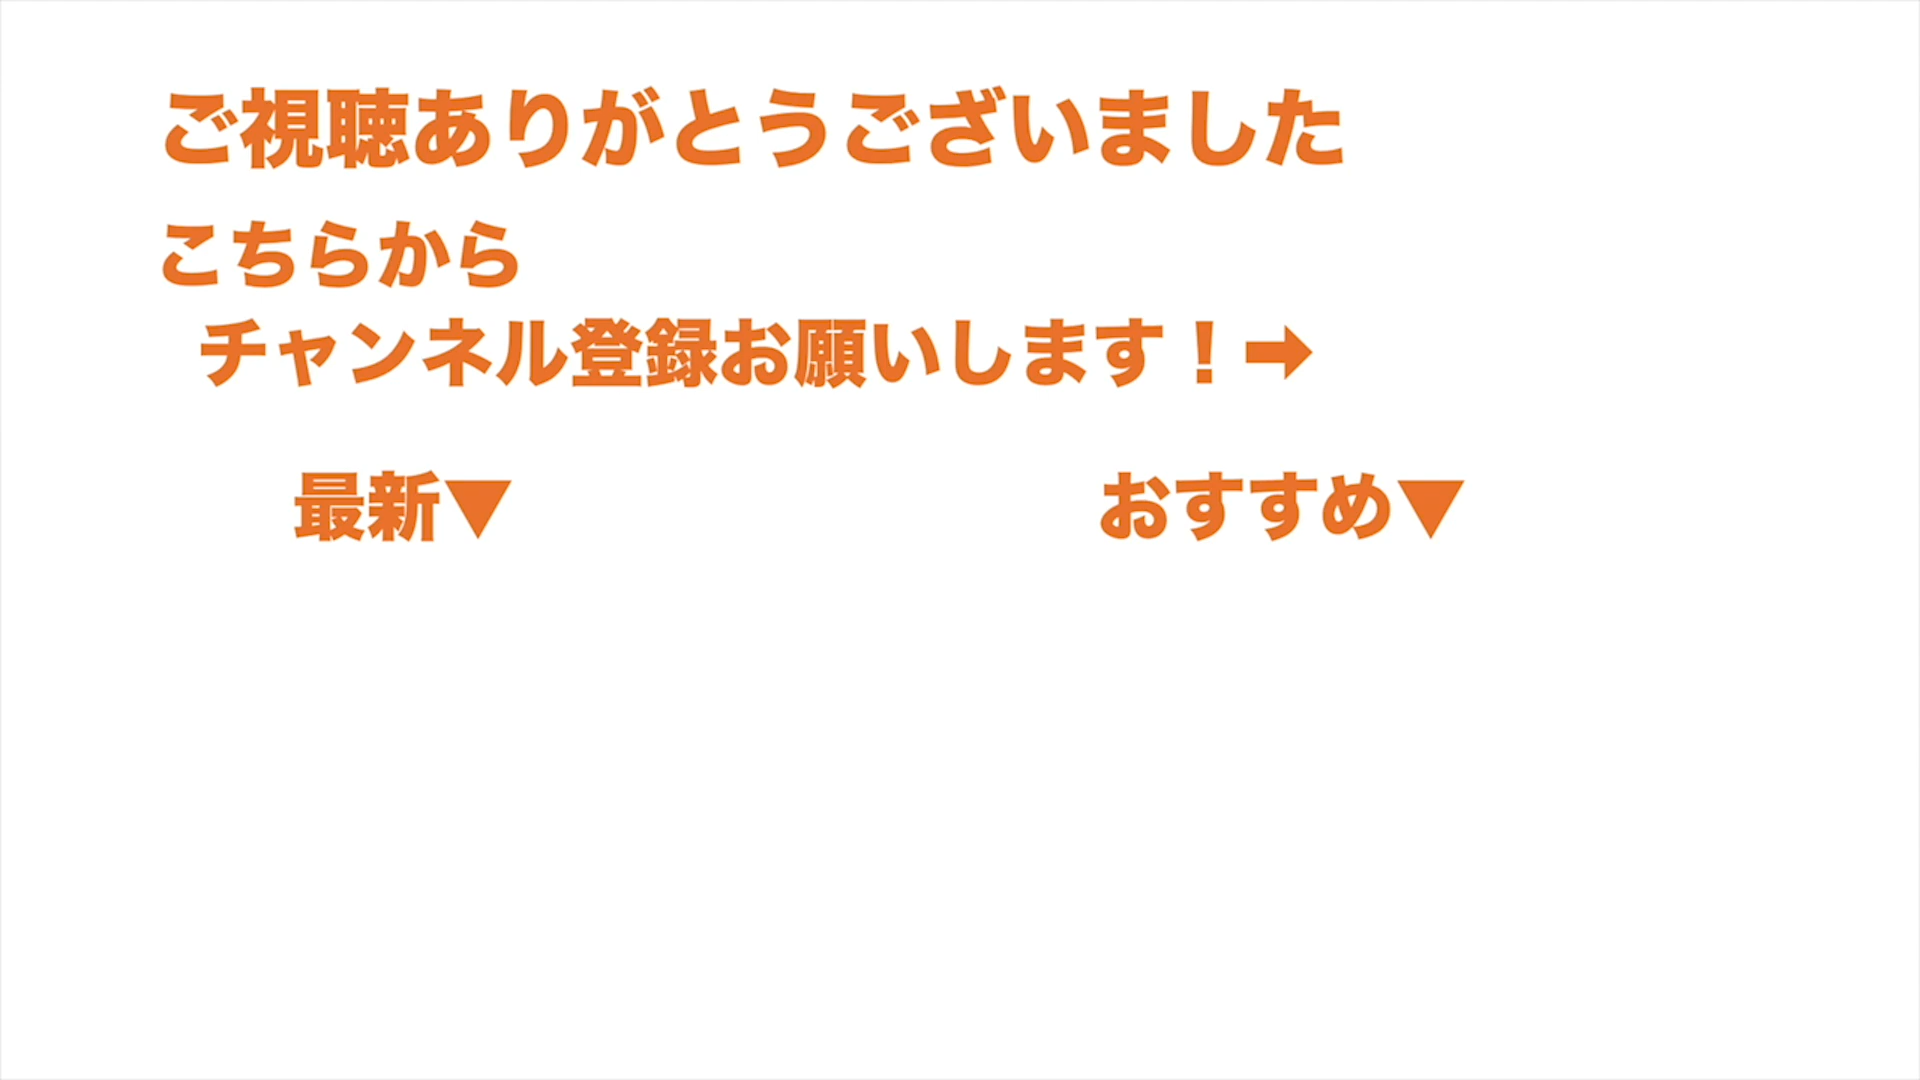 ご視聴ありがとうございました
こちらから
チャンネル登録お願いします！➡
最新▼
おすすめ▼